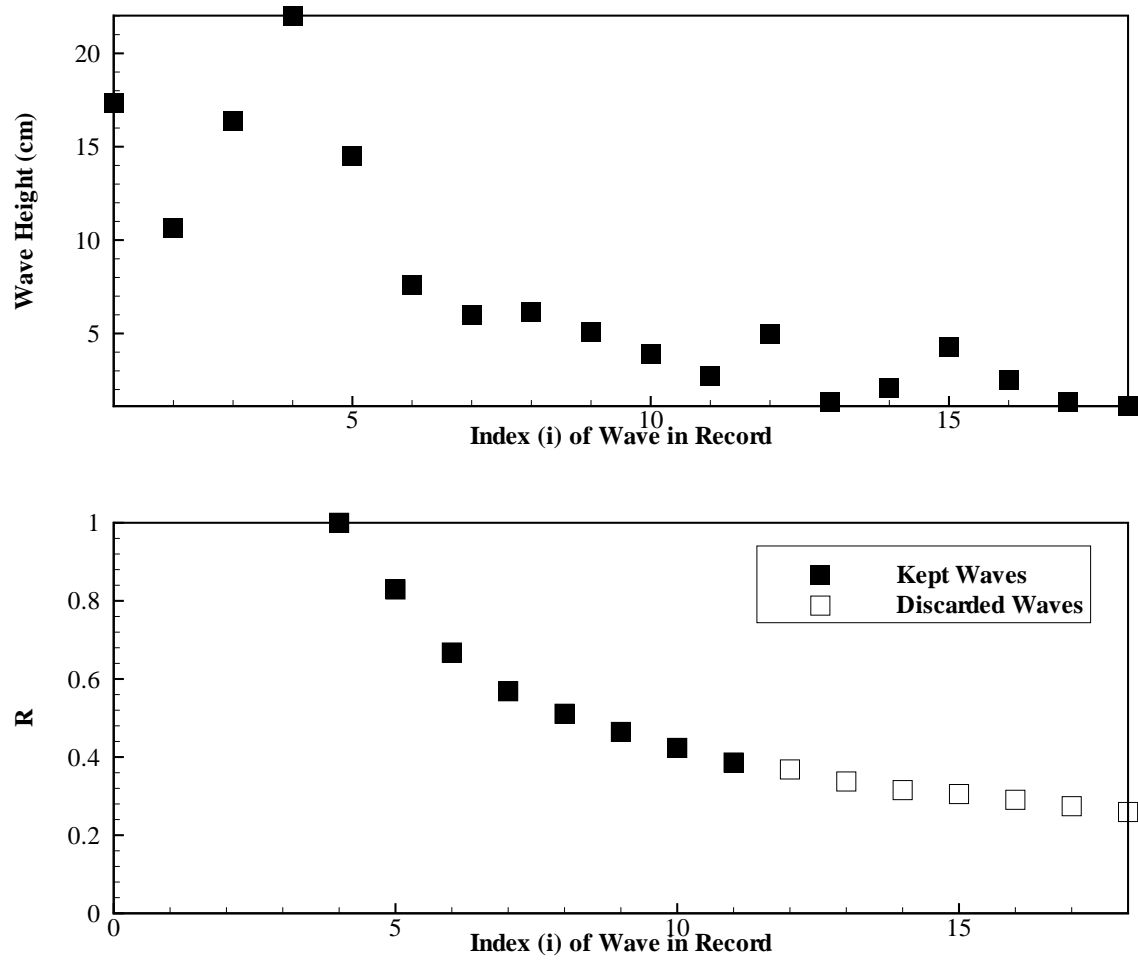 20
15
10
5
Wave Height (cm)
5 10 15
Index (i) of Wave in Record
1
0.8
0.6
0.4
0.2
0
R
Kept Waves
Discarded Waves
0 5 10 15
Index (i) of Wave in Record